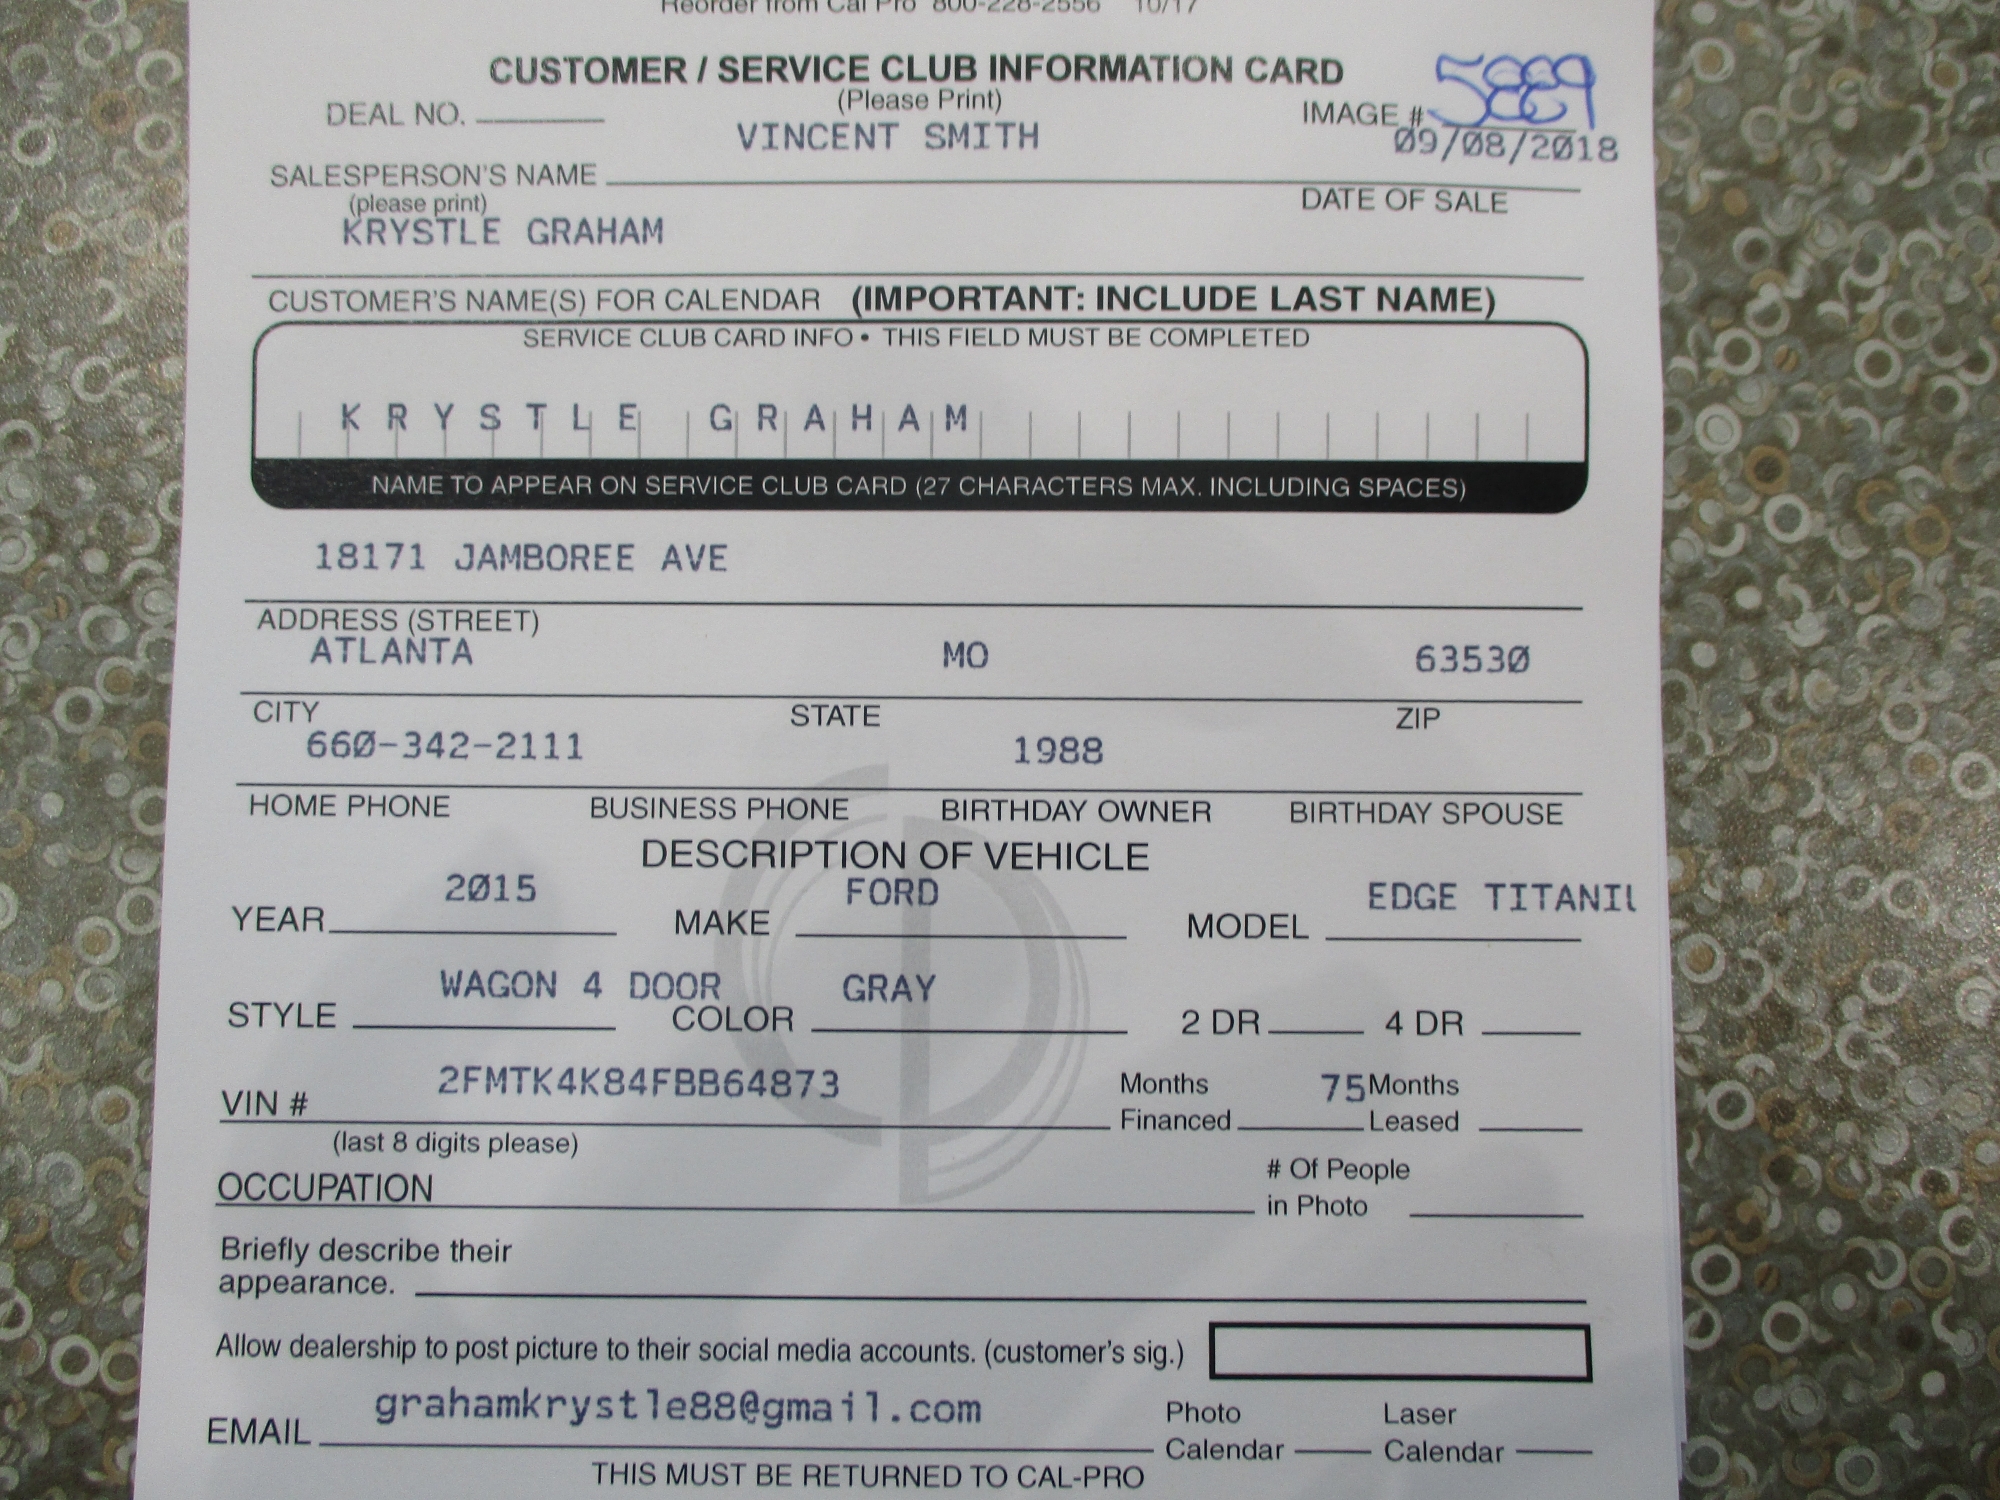 Reorder from Cal Pro 800-228-2556 10/17
CUSTOMER / SERVICE CLUB INFORMATION CARD
(Please Print)
DEAL NO. IMAGE # 5889
VINCENT SMITH 09/08/2018
SALESPERSON'S NAME DATE OF SALE
(please print)
KRYSTLE GRAHAM
CUSTOMER'S NAME(S) FOR CALENDAR (IMPORTANT: INCLUDE LAST NAME)
SERVICE CLUB CARD INFO • THIS FIELD MUST BE COMPLETED
KRYSTLE GRAHAM
NAME TO APPEAR ON SERVICE CLUB CARD (27 CHARACTERS MAX. INCLUDING SPACES)
18171 JAMBOREE AVE
ADDRESS (STREET)
ATLANTA MO 63530
CITY STATE ZIP
660-342-2111 1988
HOME PHONE BUSINESS PHONE BIRTHDAY OWNER BIRTHDAY SPOUSE
DESCRIPTION OF VEHICLE
2015 FORD EDGE TITANIU
YEAR MAKE MODEL
WAGON 4 DOOR GRAY
STYLE COLOR 2 DR 4 DR
2FMTK4K84FBB64873 Months 75 Months
VIN # Financed Leased
(last 8 digits please)
OCCUPATION # Of People
in Photo
Briefly describe their
appearance.
Allow dealership to post picture to their social media accounts. (customer's sig.)
grahamkrystle88@gmail.com Photo Laser
EMAIL Calendar Calendar
THIS MUST BE RETURNED TO CAL-PRO